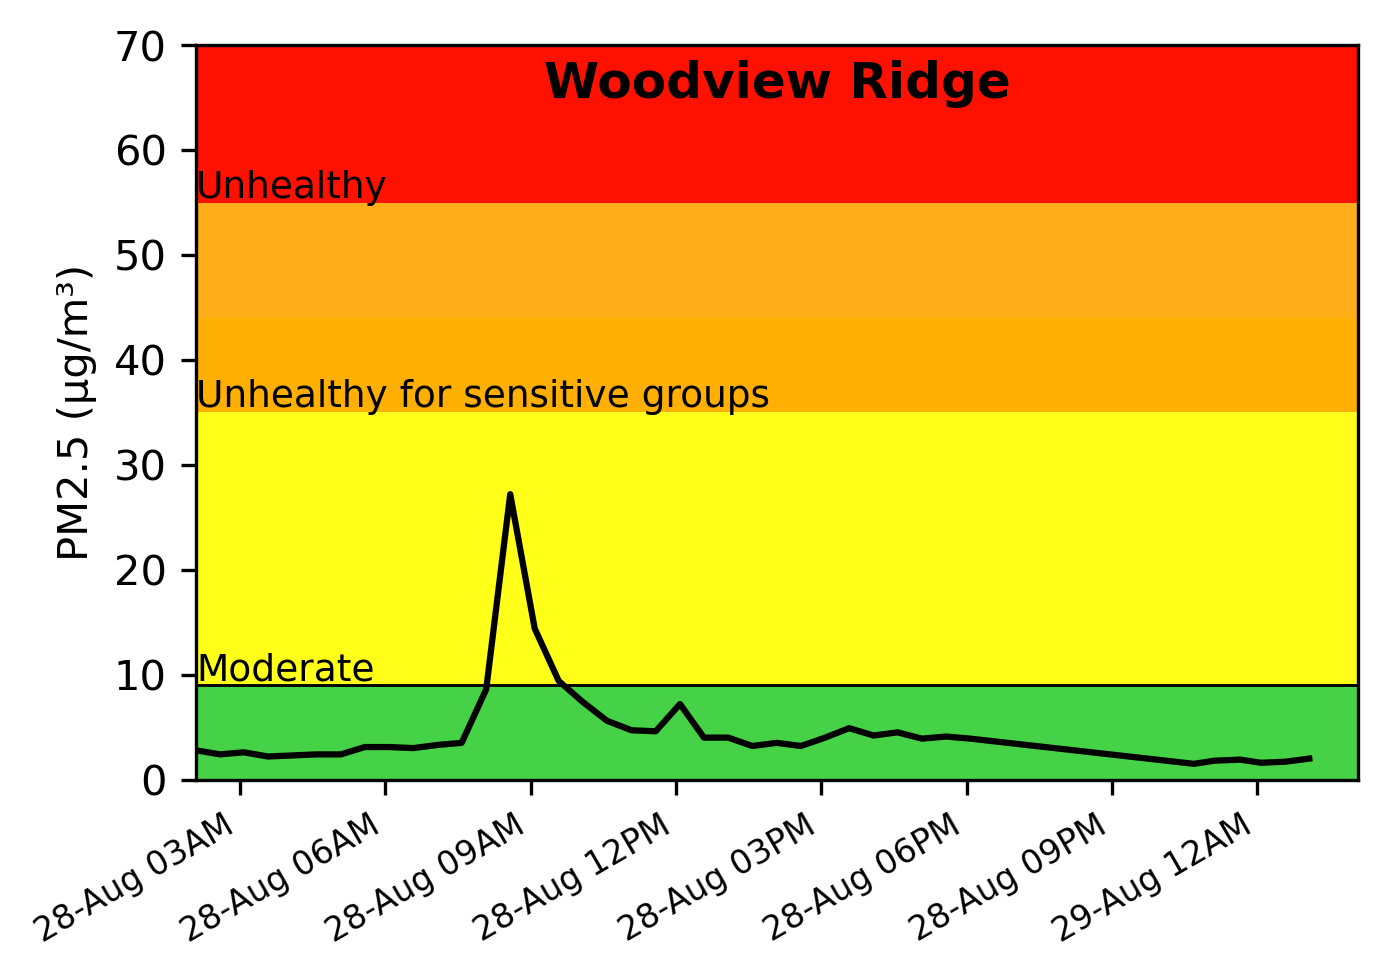 Woodview Ridge
PM2.5 (µg/m³)
70
60
50
40
30
20
10
0
Unhealthy
Unhealthy for sensitive groups
Moderate
28-Aug 03AM
28-Aug 06AM
28-Aug 09AM
28-Aug 12PM
28-Aug 03PM
28-Aug 06PM
28-Aug 09PM
29-Aug 12AM